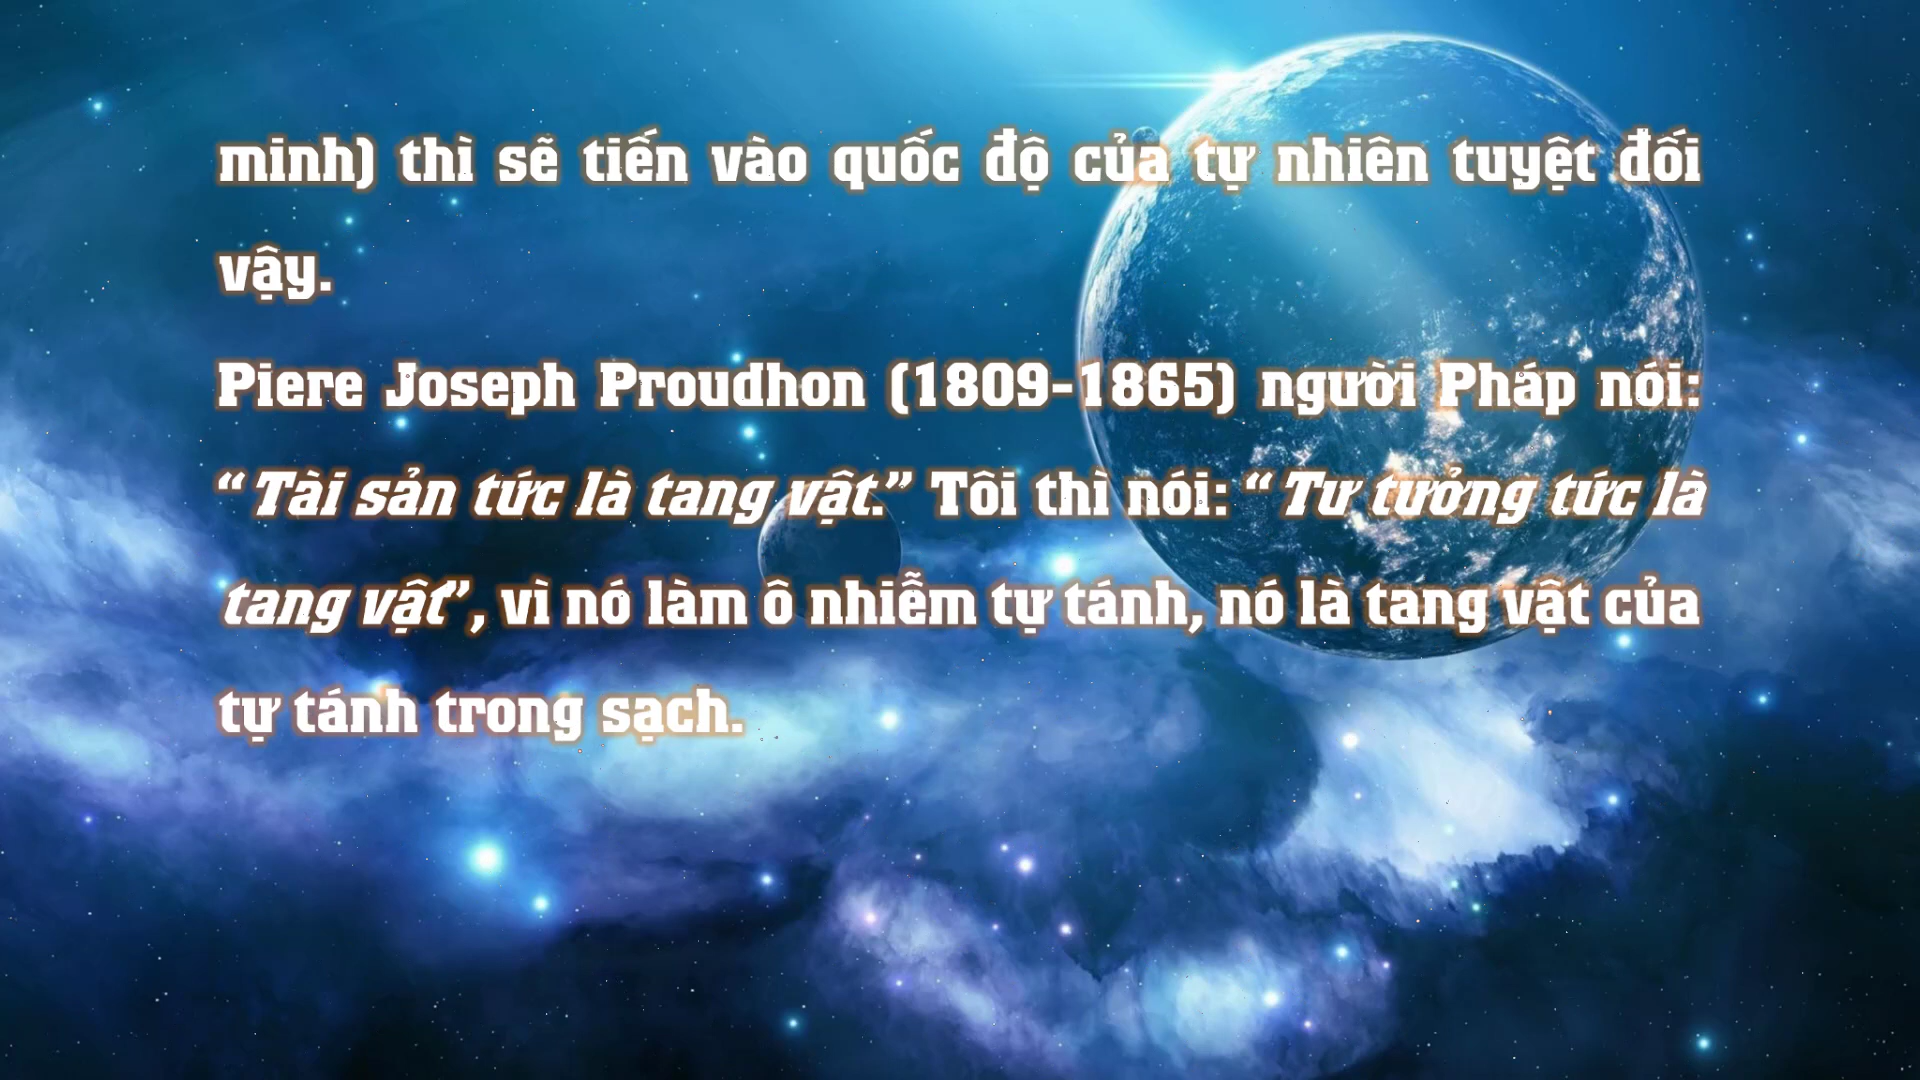 minh) thì sẽ tiến vào quốc độ của tự nhiên tuyệt đối
vậy.
Piere Joseph Proudhon (1809-1865) người Pháp nói:
“Tài sản tức là tang vật.” Tôi thì nói: “Tư tưởng tức là
tang vật”, vì nó làm ô nhiễm tự tánh, nó là tang vật của
tự tánh trong sạch.